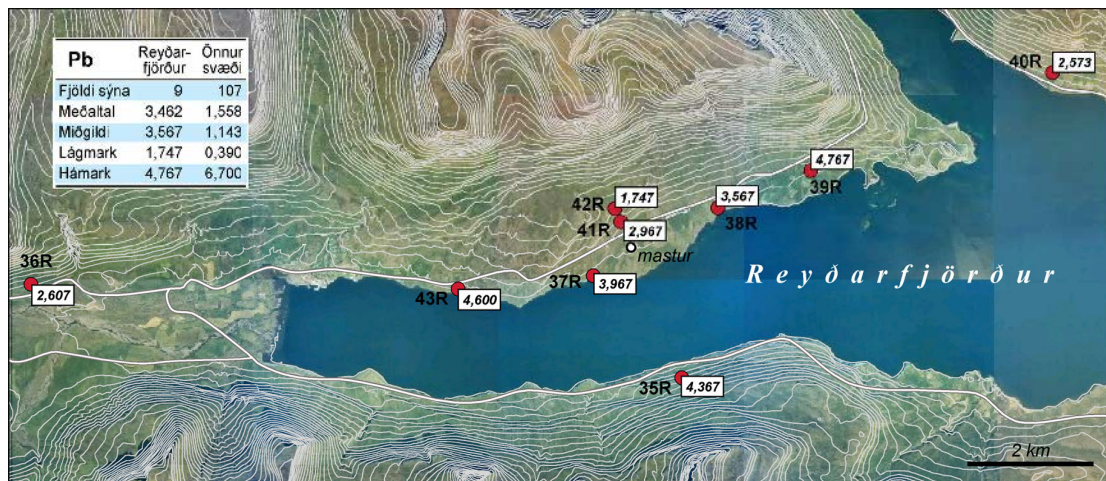 Pb Reyðar-fjörður Önnur svæði
Fjöldi sýna 9 107
Meðaltal 3,462 1,558
Miðgildi 3,567 1,143
Lágmark 1,747 0,390
Hámark 4,767 6,700
40R 2,573
4,767
39R
42R 1,747
3,567
38R
41R 2,967
mastur
36R
2,607
37R 3,967
43R 4,600
Reyðarfjörður
35R 4,367
2 km